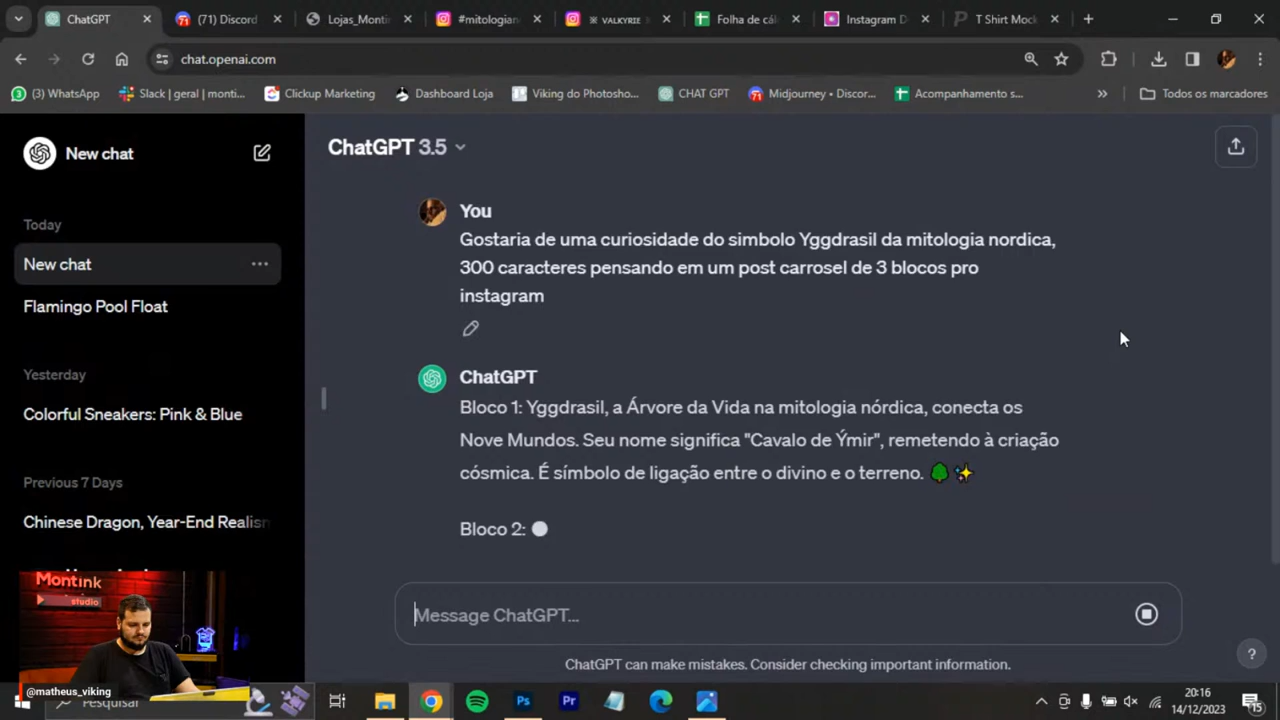 ChatGPT
(71) Discord
Lojas_Montin
#mitologian
※ VALKYRIE
Folha de cál
Instagram D
T Shirt Mock
chat.openai.com
(3) WhatsApp
Slack | geral | monti...
Clickup Marketing
Dashboard Loja
Viking do Photosho...
CHAT GPT
Midjourney • Discor...
Acompanhamento s...
»
Todos os marcadores
New chat
ChatGPT 3.5
Today
New chat
Flamingo Pool Float
Yesterday
Colorful Sneakers: Pink & Blue
Previous 7 Days
Chinese Dragon, Year-End Realism
You
Gostaria de uma curiosidade do simbolo Yggdrasil da mitologia nordica,
300 caracteres pensando em um post carrosel de 3 blocos pro
instagram
ChatGPT
Bloco 1: Yggdrasil, a Árvore da Vida na mitologia nórdica, conecta os
Nove Mundos. Seu nome significa "Cavalo de Ýmir", remetendo à criação
cósmica. É símbolo de ligação entre o divino e o terreno. 🌳✨
Bloco 2:
Message ChatGPT...
ChatGPT can make mistakes. Consider checking important information.
?
Montink
studio
@matheus_viking
Pesquisar
Ps
Pr
20:16
14/12/2023
15